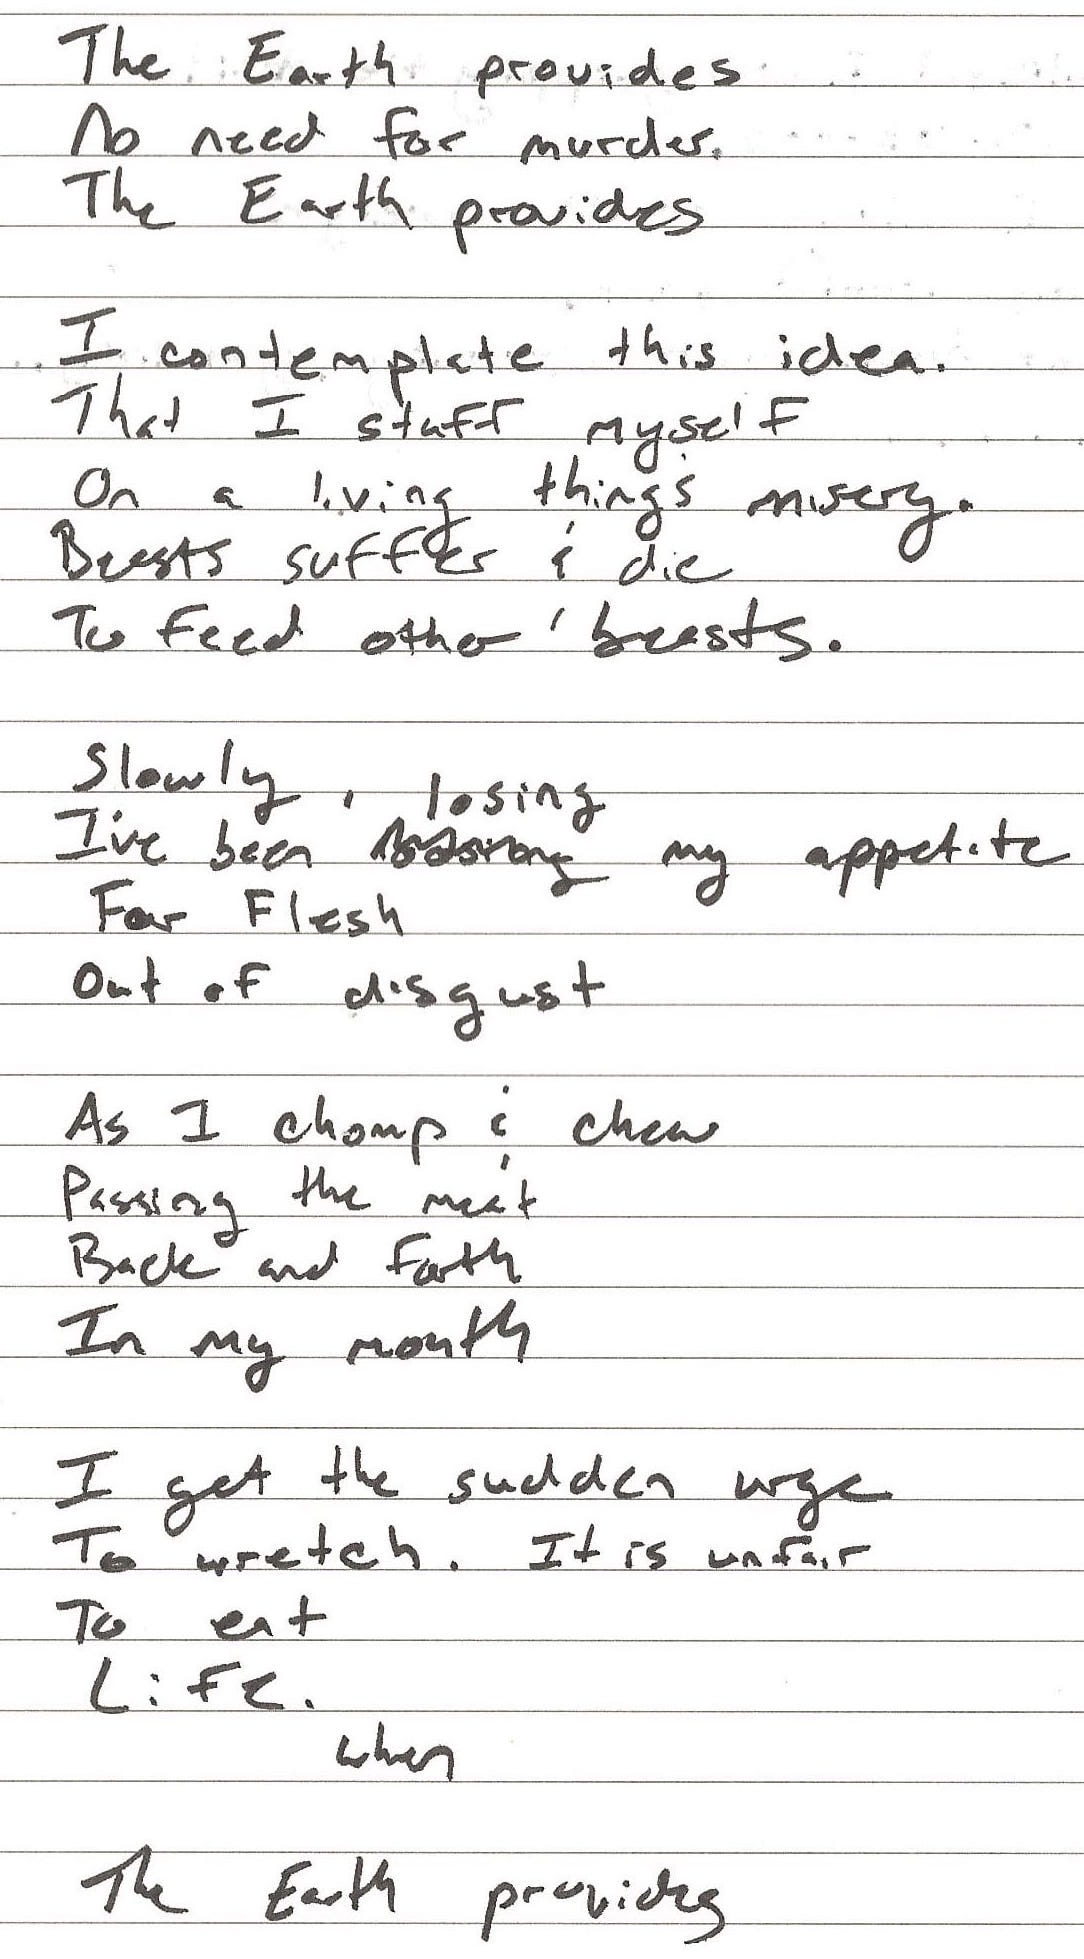 The Earth provides
No need for murder.
The Earth provides
I contemplate this idea.
That I stuff myself
On a living things misery.
Beasts suffer & die
To feed other beasts.
Slowly, losing
I've been my appetite
For Flesh
Out of disgust
As I chomp & chew
Passing the meat
Back and forth
In my mouth
I get the sudden urge
To wretch. It is unfair
To eat
Life.
when
The Earth provides